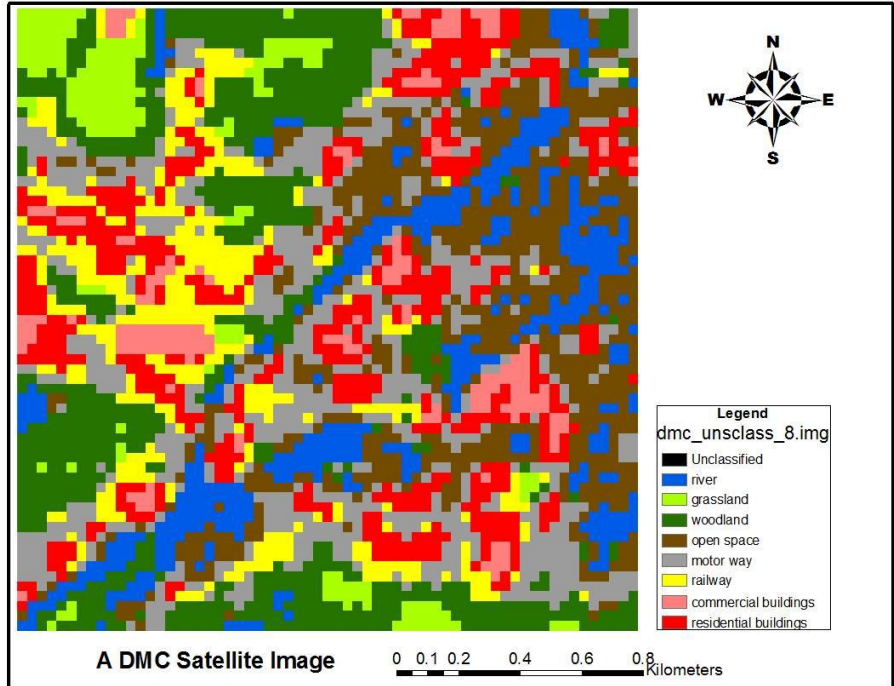 N
W E
S
Legend
dmc_unsclass_8.img
Unclassified
river
grassland
woodland
open space
motor way
railway
commercial buildings
residential buildings
A DMC Satellite Image
0 0.1 0.2 0.4 0.6 0.8
Kilometers